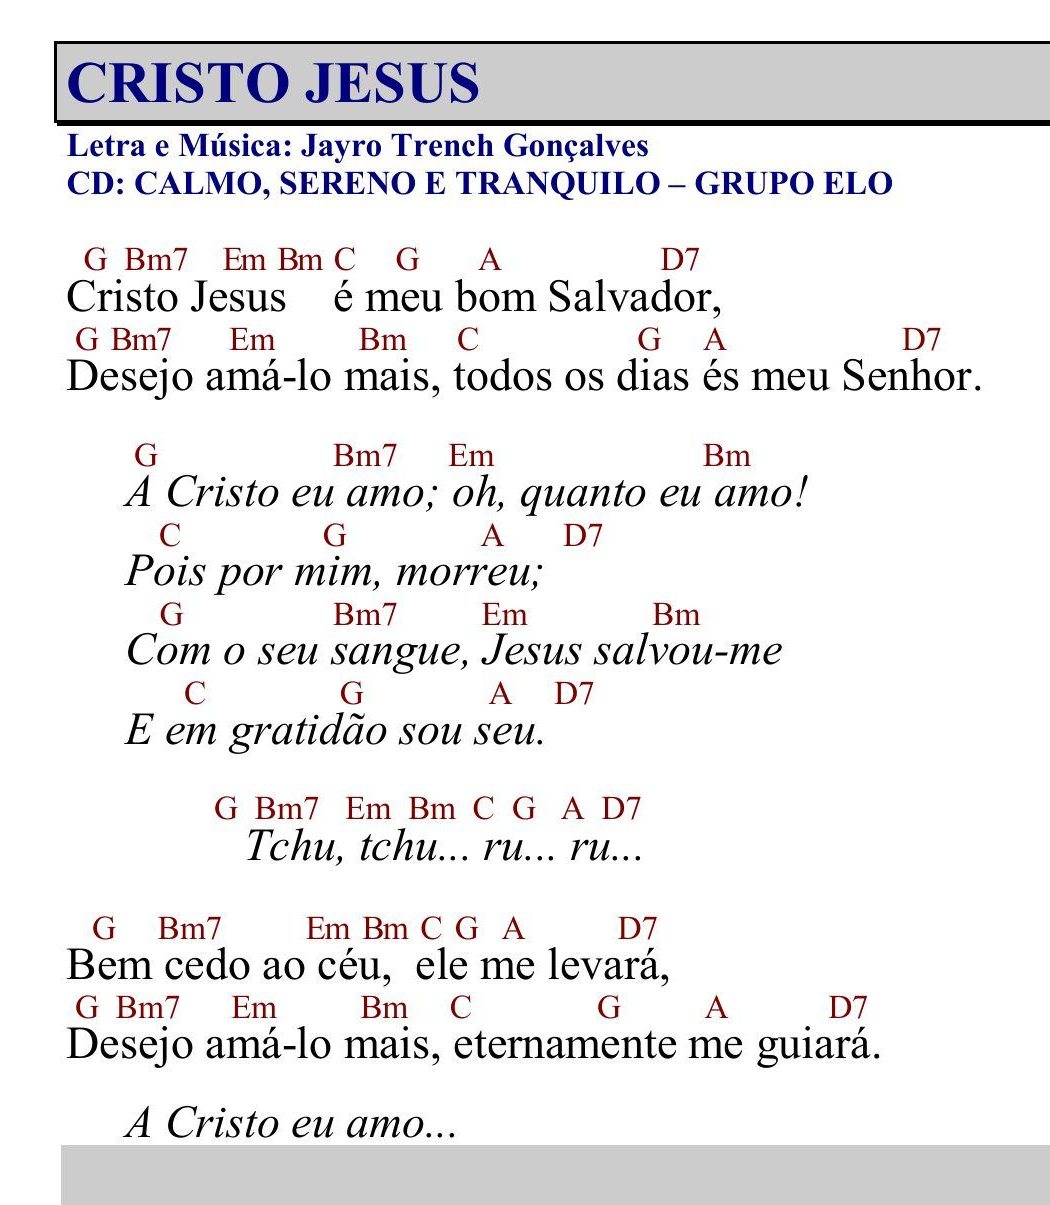 CRISTO JESUS
Letra e Música: Jayro Trench Gonçalves
CD: CALMO, SERENO E TRANQUILO – GRUPO ELO
G Bm7 Em Bm C G A D7
Cristo Jesus é meu bom Salvador,
G Bm7 Em Bm C G A D7
Desejo amá-lo mais, todos os dias és meu Senhor.
G Bm7 Em Bm
A Cristo eu amo; oh, quanto eu amo!
C G A D7
Pois por mim, morreu;
G Bm7 Em Bm
Com o seu sangue, Jesus salvou-me
C G A D7
E em gratidão sou seu.
G Bm7 Em Bm C G A D7
Tchu, tchu... ru... ru...
G Bm7 Em Bm C G A D7
Bem cedo ao céu, ele me levará,
G Bm7 Em Bm C G A D7
Desejo amá-lo mais, eternamente me guiará.
A Cristo eu amo...